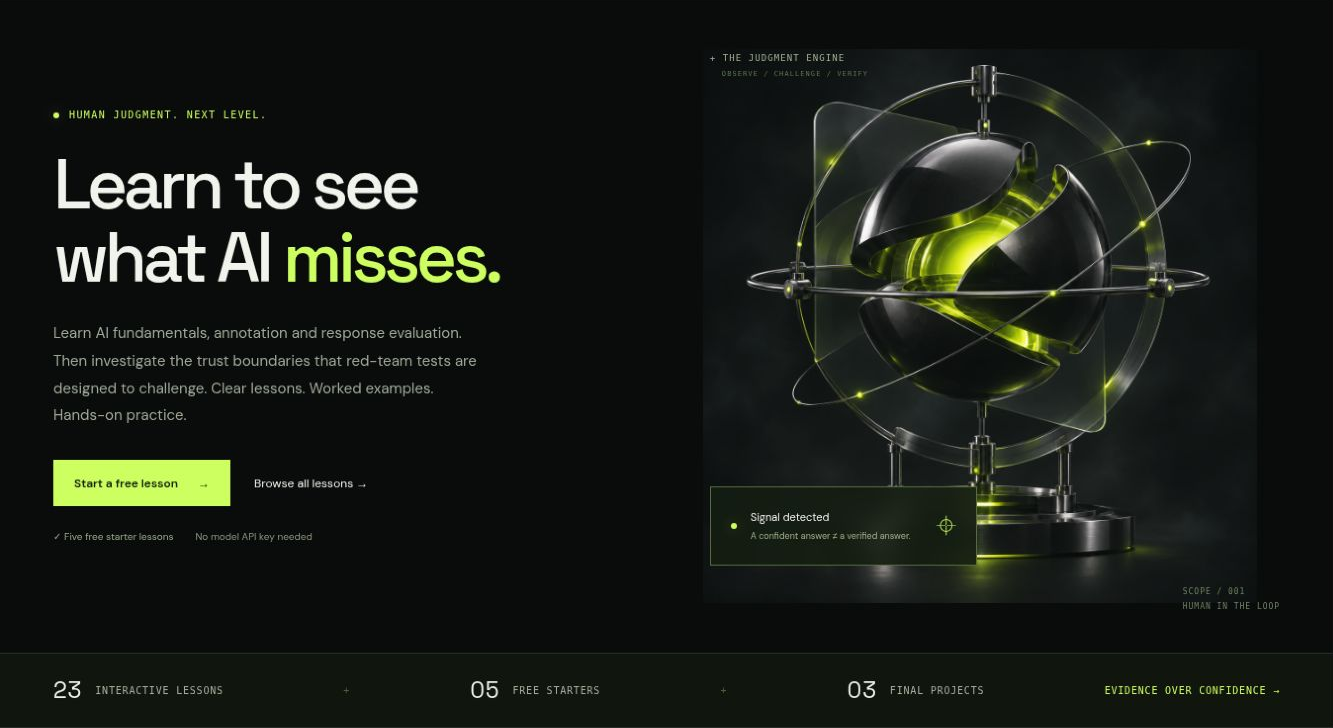 HUMAN JUDGMENT. NEXT LEVEL.
Learn to see
what AI misses.
Learn AI fundamentals, annotation and response evaluation.
Then investigate the trust boundaries that red-team tests are
designed to challenge. Clear lessons. Worked examples.
Hands-on practice.
Start a free lesson →
Browse all lessons →
✓ Five free starter lessons
No model API key needed
+ THE JUDGMENT ENGINE
OBSERVE / CHALLENGE / VERIFY
Signal detected
A confident answer ≠ a verified answer.
SCOPE / 001
HUMAN IN THE LOOP
23 INTERACTIVE LESSONS
+
05 FREE STARTERS
+
03 FINAL PROJECTS
EVIDENCE OVER CONFIDENCE →